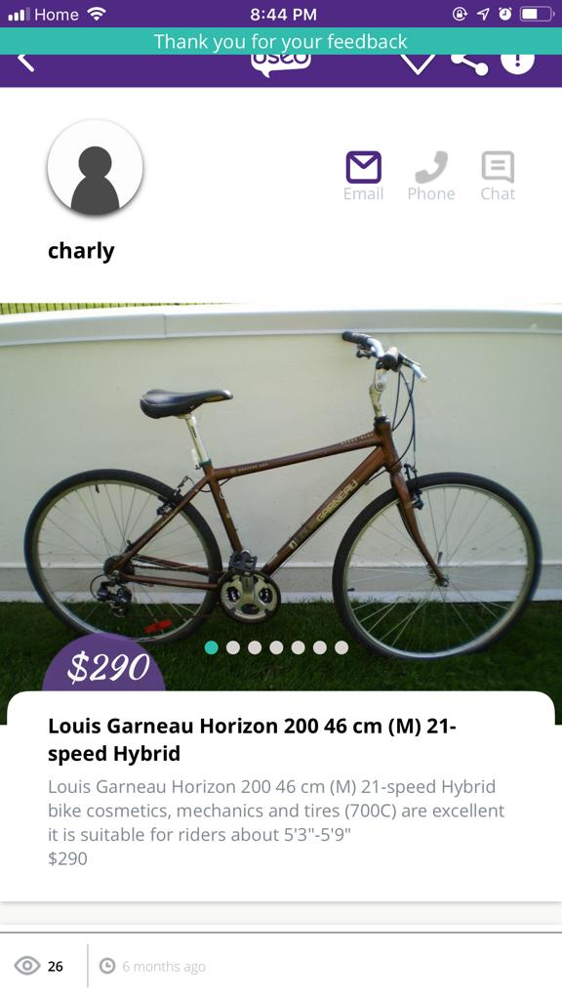 Home
8:44 PM
Thank you for your feedback
used
Email
Phone
Chat
charly
GARNEAU
$290
Louis Garneau Horizon 200 46 cm (M) 21-
speed Hybrid
Louis Garneau Horizon 200 46 cm (M) 21-speed Hybrid
bike cosmetics, mechanics and tires (700C) are excellent
it is suitable for riders about 5'3"-5'9"
$290
26
6 months ago